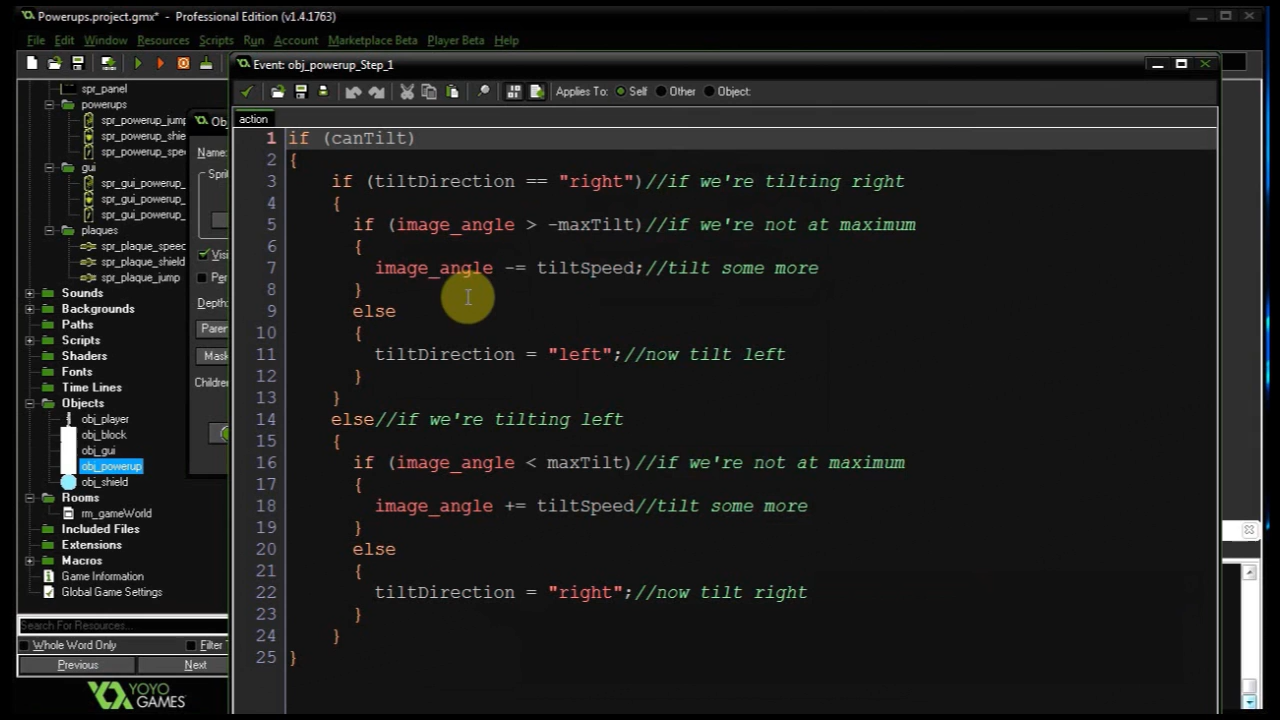 Powerups.project.gmx* - Professional Edition (v1.4.1763)
File Edit Window Resources Scripts Run Account Marketplace Beta Player Beta Help
Event: obj_powerup_Step_1
Applies To: Self Other Object:
action
spr_panel
powerups
spr_powerup_jump
spr_powerup_shie
spr_powerup_spe
gui
spr_gui_powerup_
spr_gui_powerup_
spr_gui_powerup_
plaques
spr_plaque_speed
spr_plaque_shield
spr_plaque_jump
Sounds
Backgrounds
Paths
Scripts
Shaders
Fonts
Time Lines
Objects
obj_player
obj_block
obj_gui
obj_powerup
obj_shield
Rooms
rm_gameWorld
Included Files
Extensions
Macros
Game Information
Global Game Settings
Search For Resources...
Whole Word Only Filter
Previous Next
YOYO
GAMES
Name:
Depth:
Children
1 if (canTilt)
2 {
3 if (tiltDirection == "right")//if we're tilting right
4 {
5 if (image_angle > -maxTilt)//if we're not at maximum
6 {
7 image_angle -= tiltSpeed;//tilt some more
8 }
9 else
10 {
11 tiltDirection = "left";//now tilt left
12 }
13 }
14 else//if we're tilting left
15 {
16 if (image_angle < maxTilt)//if we're not at maximum
17 {
18 image_angle += tiltSpeed//tilt some more
19 }
20 else
21 {
22 tiltDirection = "right";//now tilt right
23 }
24 }
25 }